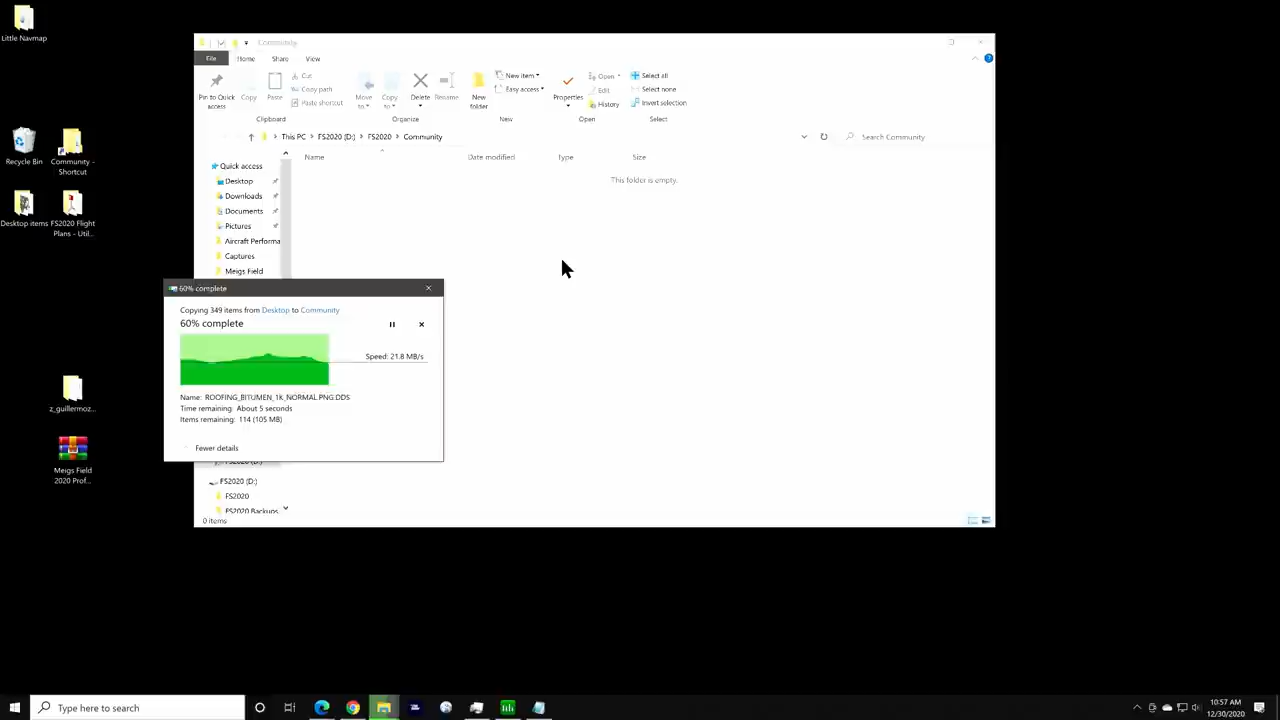 Little Navmap
Recycle Bin
Community -
Shortcut
Desktop items
FS2020 Flight
Plans - Util...
z_guillermoz...
Meigs Field
2020 Prof...
Community
File
Home
Share
View
Pin to Quick
access
Copy
Paste
Cut
Copy path
Paste shortcut
Clipboard
Move
to
Copy
to
Delete
Rename
Organize
New
folder
New item
Easy access
New
Properties
Open
Edit
History
Open
Select all
Select none
Invert selection
Select
This PC
FS2020 (D:)
FS2020
Community
Search Community
Name
Date modified
Type
Size
This folder is empty.
Quick access
Desktop
Downloads
Documents
Pictures
Aircraft Performa
Captures
Meigs Field
60% complete
Copying 349 items from Desktop to Community
60% complete
Speed: 21.8 MB/s
Name: ROOFING_BITUMEN_1K_NORMAL.PNG.DDS
Time remaining: About 5 seconds
Items remaining: 114 (105 MB)
Fewer details
FS2020 (D:)
FS2020 (D:)
FS2020
FS2020 Backups
0 items
Type here to search
10:57 AM
12/30/2020